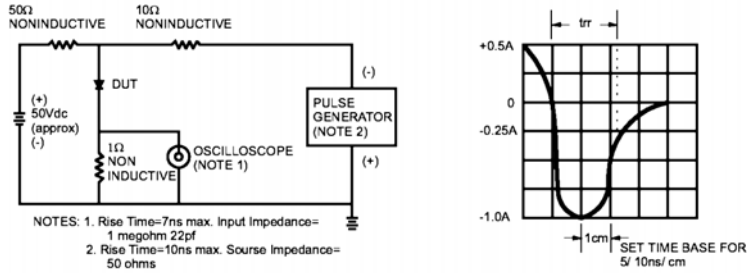 50Ω
NONINDUCTIVE
10Ω
NONINDUCTIVE
DUT
(+)
50Vdc
(approx)
(-)
1Ω
NON
INDUCTIVE
OSCILLOSCOPE
(NOTE 1)
(-)
PULSE
GENERATOR
(NOTE 2)
(+)
NOTES: 1. Rise Time=7ns max. Input Impedance=
1 megohm 22pf
2. Rise Time=10ns max. Sourse Impedance=
50 ohms
trr
+0.5A
0
-0.25A
-1.0A
1cm
SET TIME BASE FOR
5/ 10ns/ cm